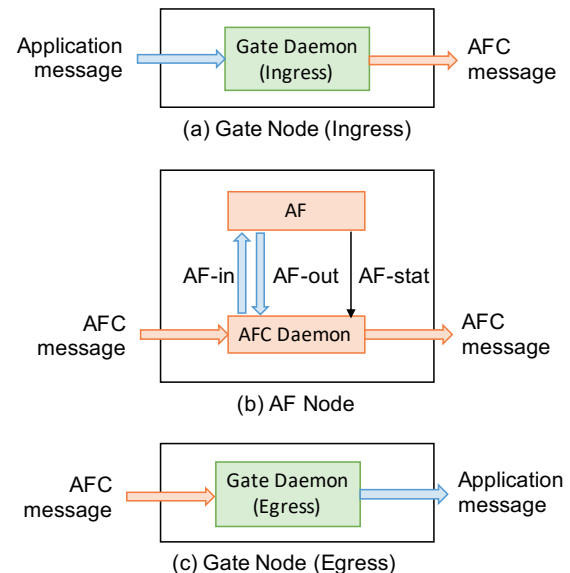 Application
message
Gate Daemon
(Ingress)
AFC
message
(a) Gate Node (Ingress)
AF
AF-in
AF-out
AF-stat
AFC
message
AFC Daemon
AFC
message
(b) AF Node
AFC
message
Gate Daemon
(Egress)
Application
message
(c) Gate Node (Egress)